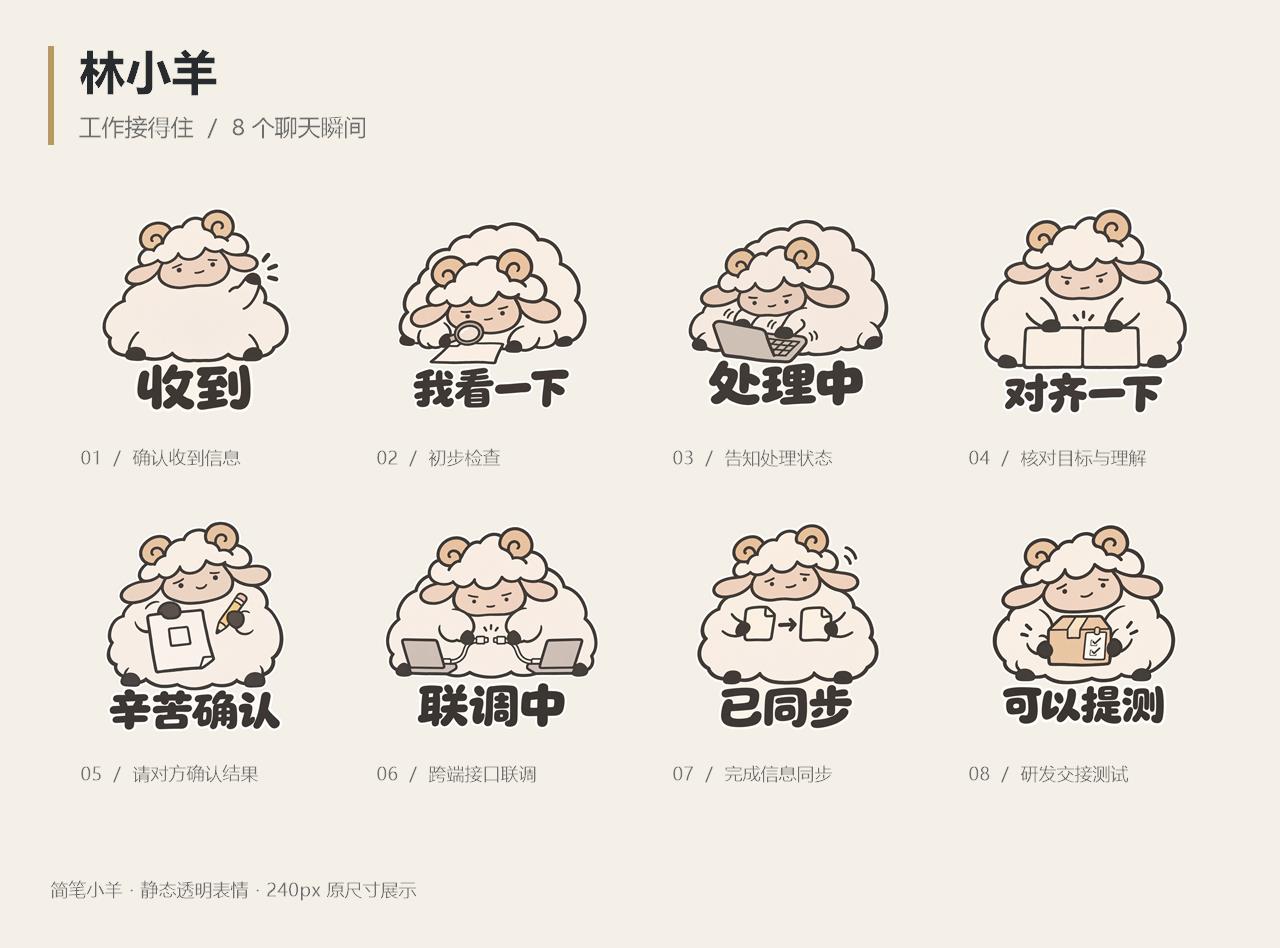 林小羊
工作接得住 / 8 个聊天瞬间
收到
我看一下
处理中
对齐一下
01 / 确认收到信息
02 / 初步检查
03 / 告知处理状态
04 / 核对目标与理解
辛苦确认
联调中
已同步
可以提测
05 / 请对方确认结果
06 / 跨端接口联调
07 / 完成信息同步
08 / 研发交接测试
简笔小羊 · 静态透明表情 · 240px 原尺寸展示